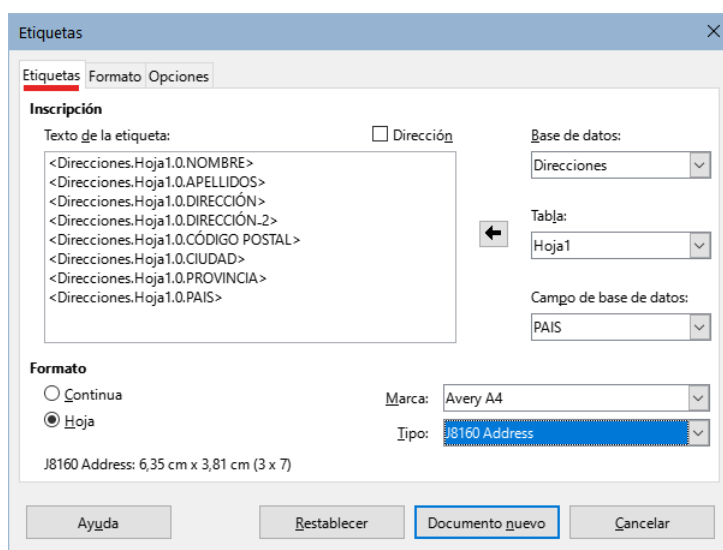 Etiquetas
Etiquetas Formato Opciones
Inscripción
Texto de la etiqueta:
Dirección
Base de datos:
<Direcciones.Hoja1.0.NOMBRE>
<Direcciones.Hoja1.0.APELLIDOS>
<Direcciones.Hoja1.0.DIRECCIÓN>
<Direcciones.Hoja1.0.DIRECCIÓN-2>
<Direcciones.Hoja1.0.CÓDIGO POSTAL>
<Direcciones.Hoja1.0.CIUDAD>
<Direcciones.Hoja1.0.PROVINCIA>
<Direcciones.Hoja1.0.PAIS>
Direcciones
Tabla:
Hoja1
Campo de base de datos:
PAIS
Formato
Continua
Hoja
Marca: Avery A4
Tipo: J8160 Address
J8160 Address: 6,35 cm x 3,81 cm (3 x 7)
Ayuda Restablecer Documento nuevo Cancelar